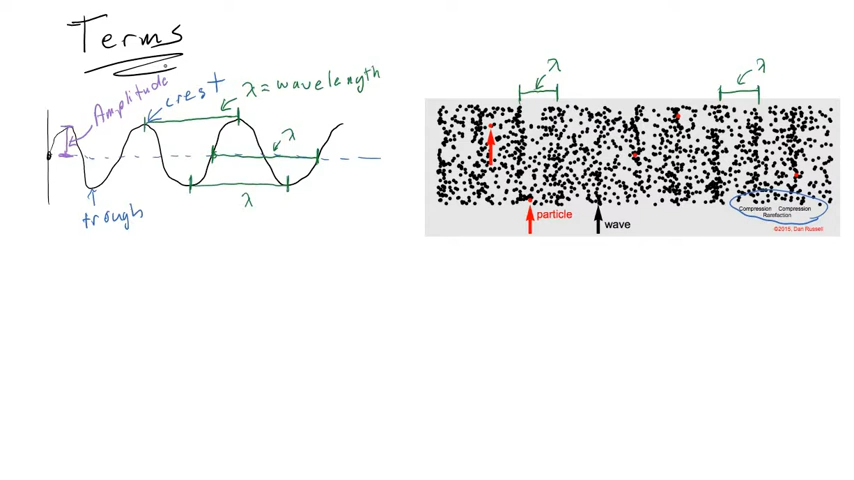 Terms
Amplitude
crest
λ = wavelength
λ
λ
trough
λ
λ
particle
wave
Compression Compression
Rarefaction
©2015, Dan Russell